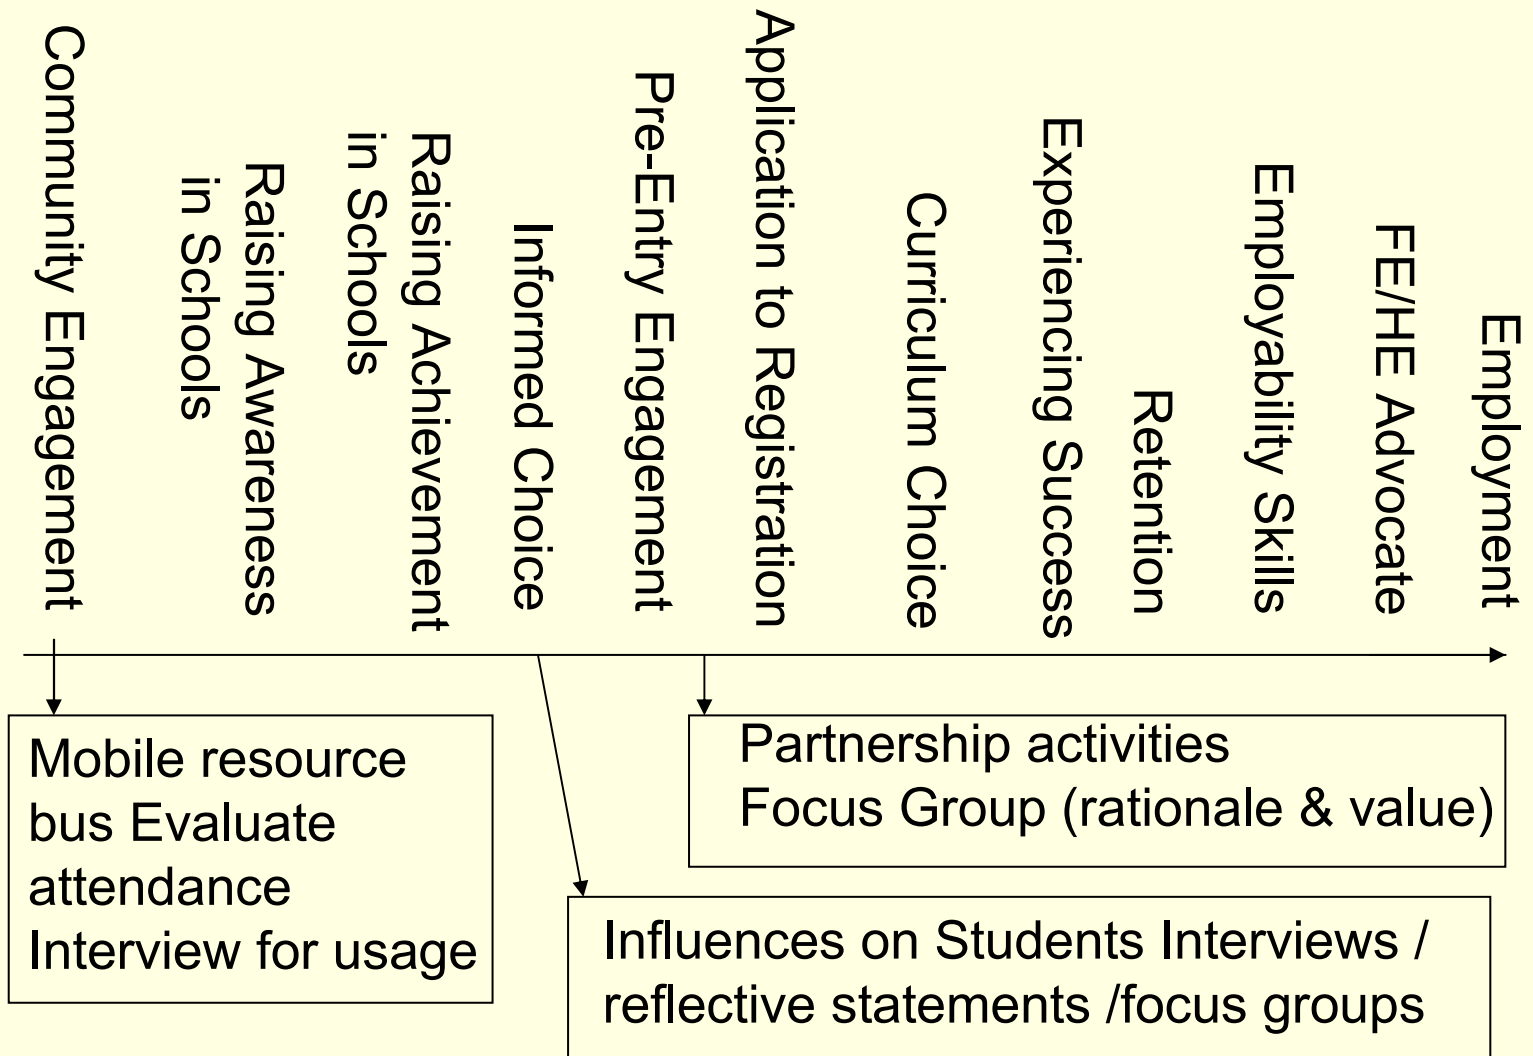 Community Engagement
Raising Awareness
in Schools
Raising Achievement
in Schools
Informed Choice
Pre-Entry Engagement
Application to Registration
Curriculum Choice
Experiencing Success
Retention
Employability Skills
FE/HE Advocate
Employment
Mobile resource
bus Evaluate
attendance
Interview for usage
Partnership activities
Focus Group (rationale & value)
Influences on Students Interviews /
reflective statements /focus groups